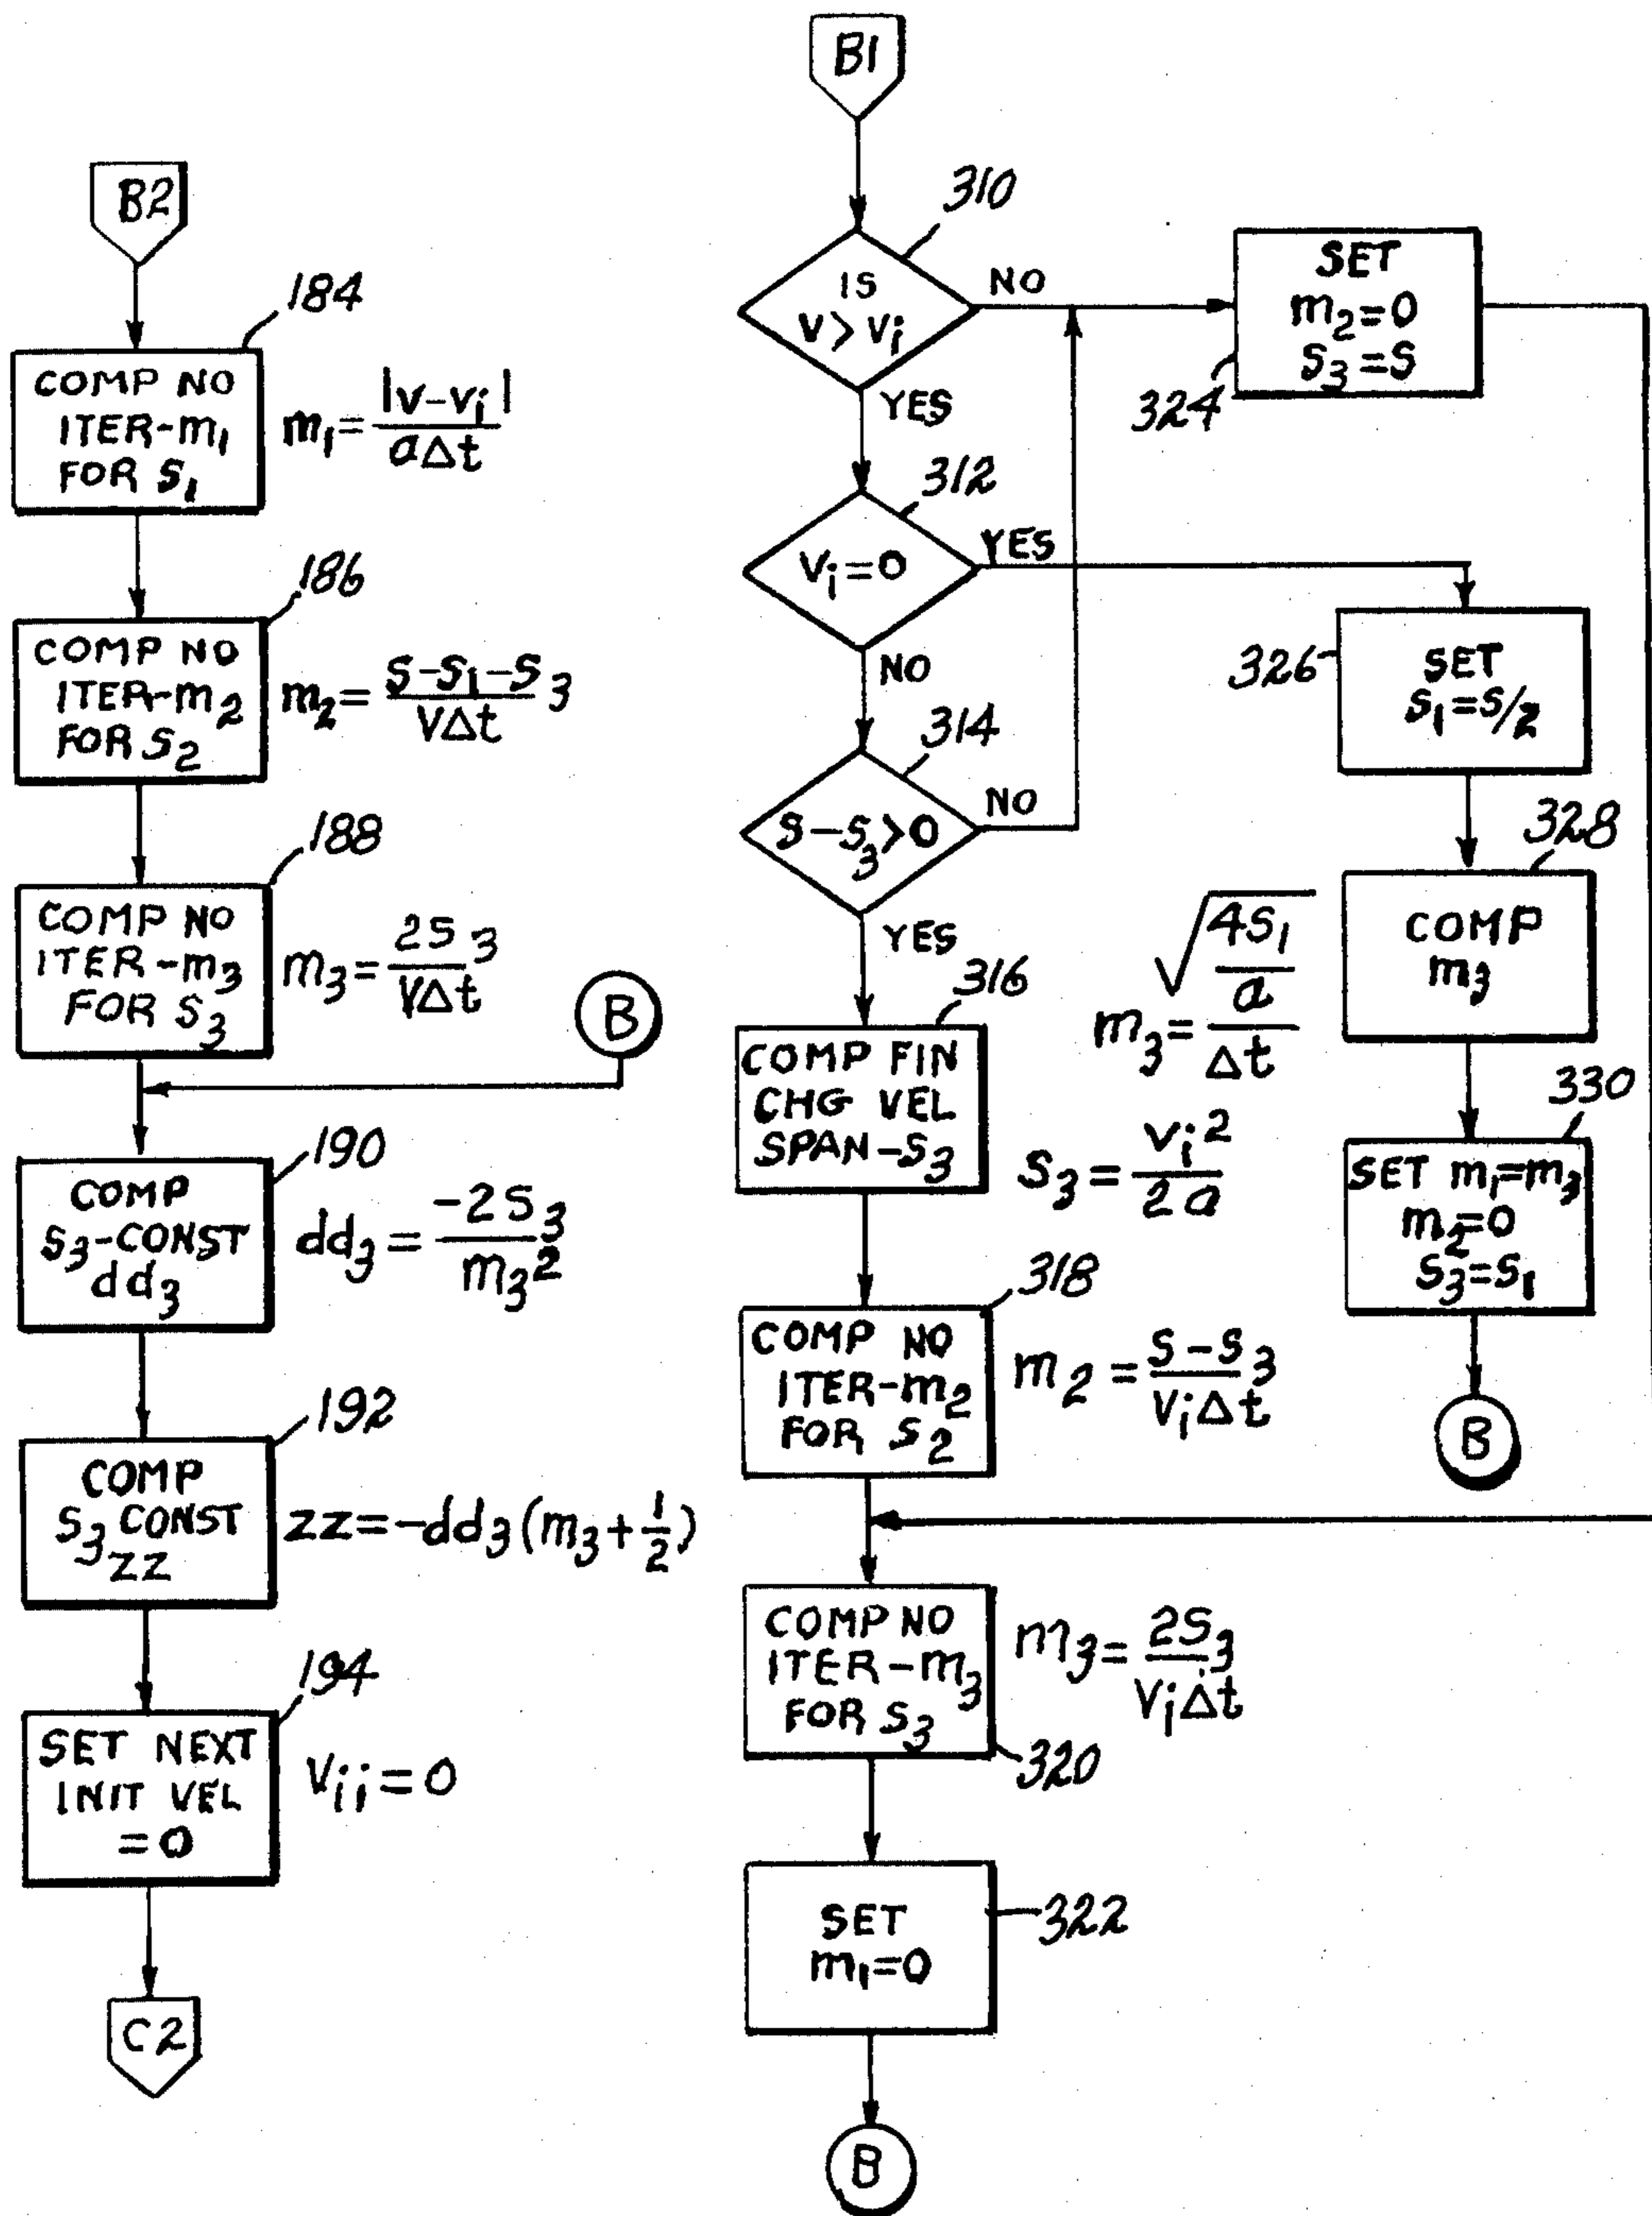 B2
184
COMP NO
ITER-m₁
FOR s₁
m₁=|v-vᵢ|/aΔt
186
COMP NO
ITER-m₂
FOR s₂
m₂=s-s₁-s₃/VΔt
188
COMP NO
ITER-m₃
FOR s₃
m₃=2s₃/VΔt
B
190
COMP
s₃-CONST
dd₃
dd₃=-2s₃/m₃²
192
COMP
s₃ CONST
zz
zz=-dd₃(m₃+½)
194
SET NEXT
INIT VEL
=0
vᵢᵢ=0
C2
B1
310
IS
v>vᵢ
NO
YES
312
vᵢ=0
YES
NO
314
s-s₃>0
NO
YES
316
COMP FIN
CHG VEL
SPAN-s₃
s₃=vᵢ²/2a
318
COMP NO
ITER-m₂
FOR s₂
m₂=s-s₃/vᵢΔt
COMP NO
ITER-m₃
FOR s₃
320
m₃=2s₃/vᵢΔt
322
SET
m₁=0
B
324
SET
m₂=0
s₃=s
326
SET
s₁=s/2
328
COMP
m₃
m₃=√(4s₁/a)/Δt
330
SET m₁=m₃
m₂=0
s₃=s₁
B